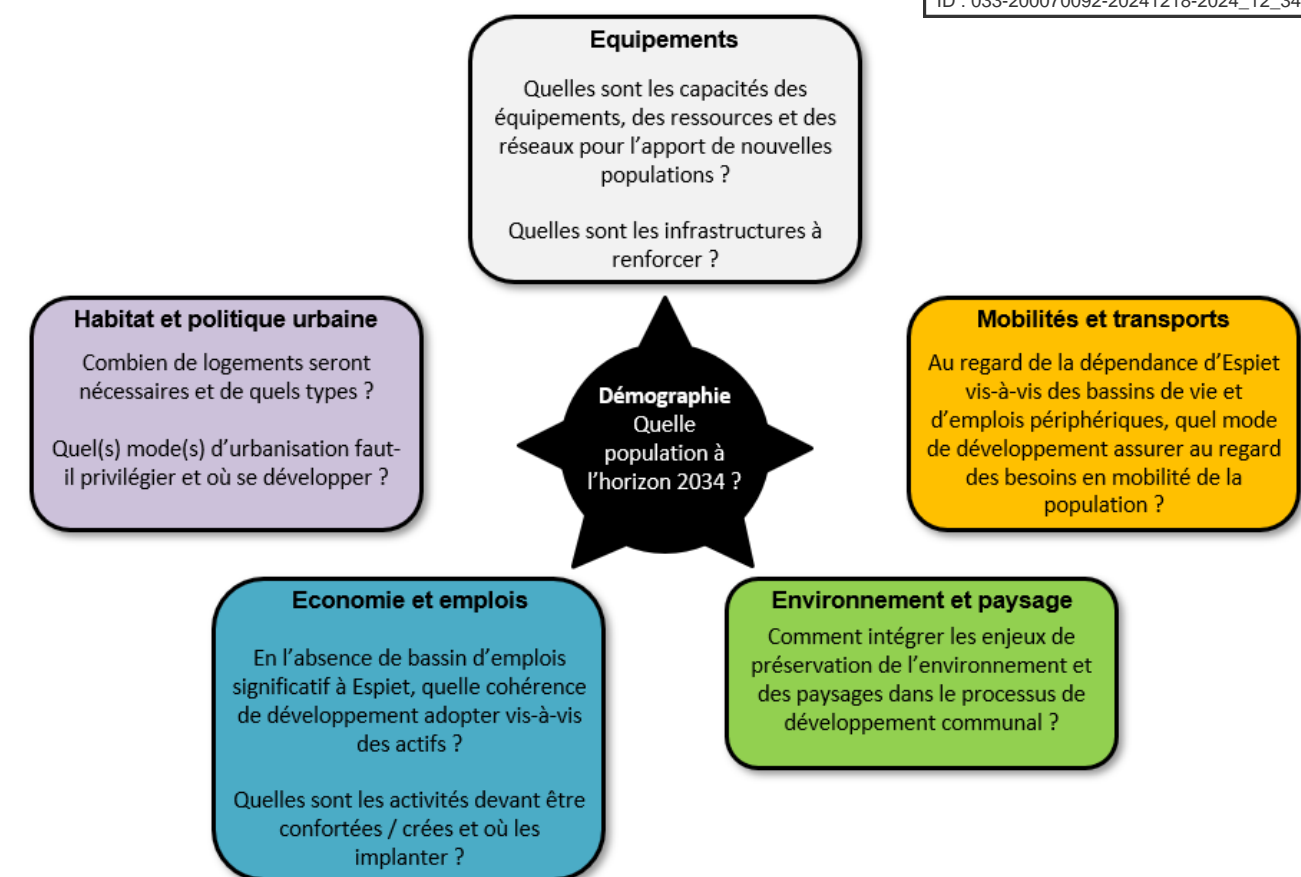 ID : 033-200070092-20241218-2024_12_34
Equipements
Quelles sont les capacités des
équipements, des ressources et des
réseaux pour l’apport de nouvelles
populations ?
Quelles sont les infrastructures à
renforcer ?
Habitat et politique urbaine
Combien de logements seront
nécessaires et de quels types ?
Quel(s) mode(s) d’urbanisation faut-
il privilégier et où se développer ?
Démographie
Quelle
population à
l’horizon 2034 ?
Mobilités et transports
Au regard de la dépendance d’Espiet
vis-à-vis des bassins de vie et
d’emplois périphériques, quel mode
de développement assurer au regard
des besoins en mobilité de la
population ?
Economie et emplois
En l’absence de bassin d’emplois
significatif à Espiet, quelle cohérence
de développement adopter vis-à-vis
des actifs ?
Quelles sont les activités devant être
confortées / crées et où les
implanter ?
Environnement et paysage
Comment intégrer les enjeux de
préservation de l’environnement et
des paysages dans le processus de
développement communal ?